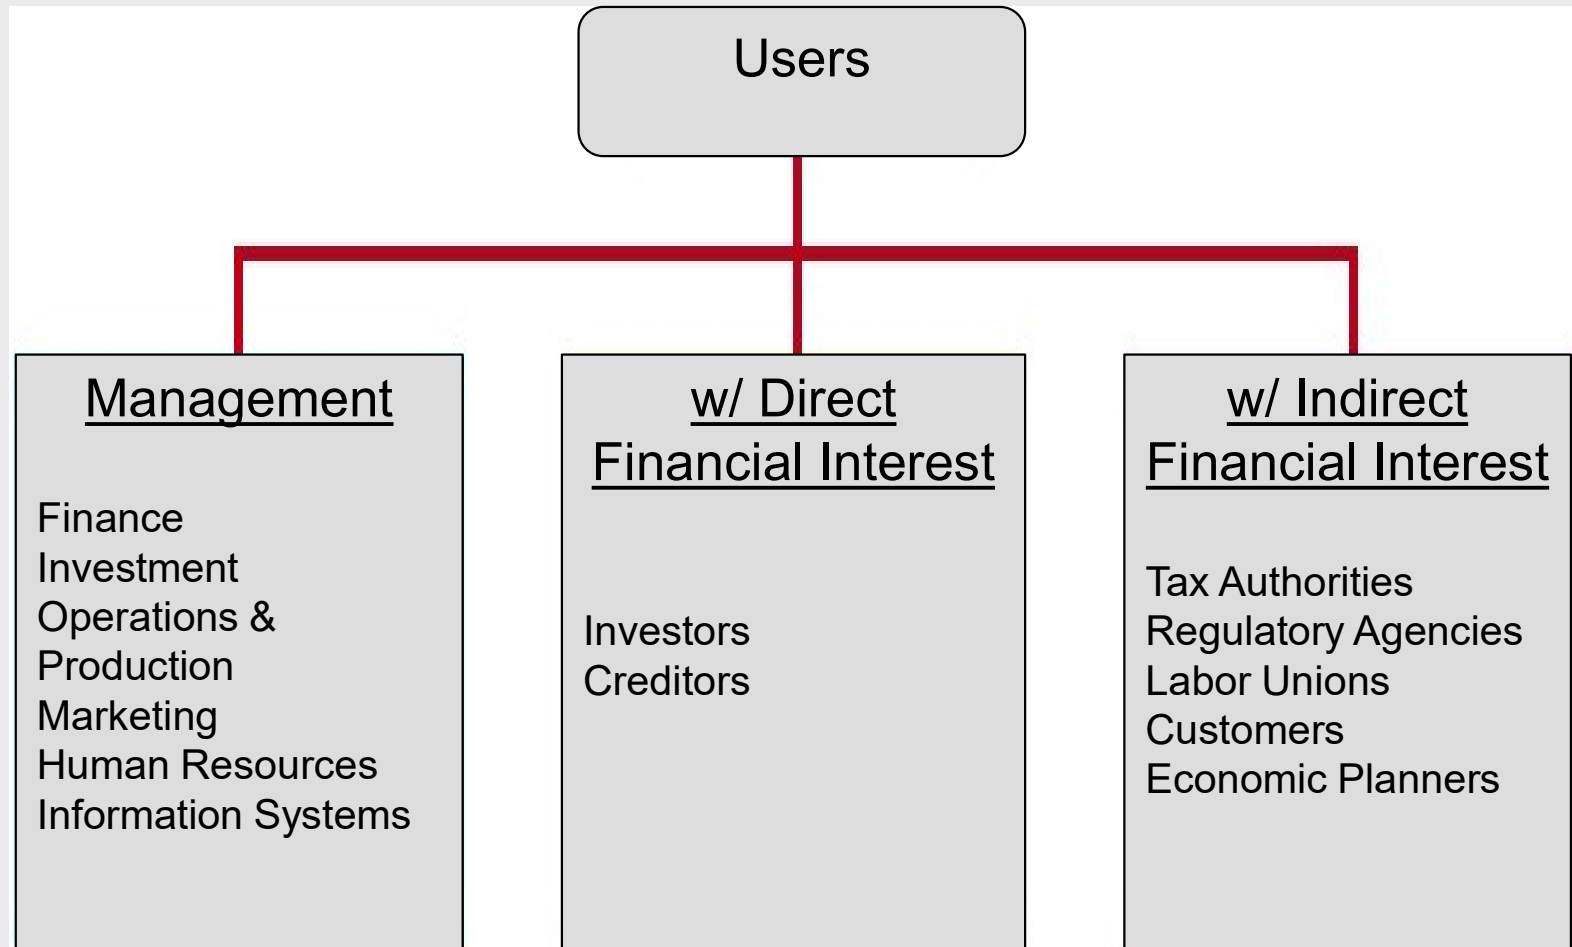 Users
Management
Finance
Investment
Operations &
Production
Marketing
Human Resources
Information Systems
w/ Direct
Financial Interest
Investors
Creditors
w/ Indirect
Financial Interest
Tax Authorities
Regulatory Agencies
Labor Unions
Customers
Economic Planners